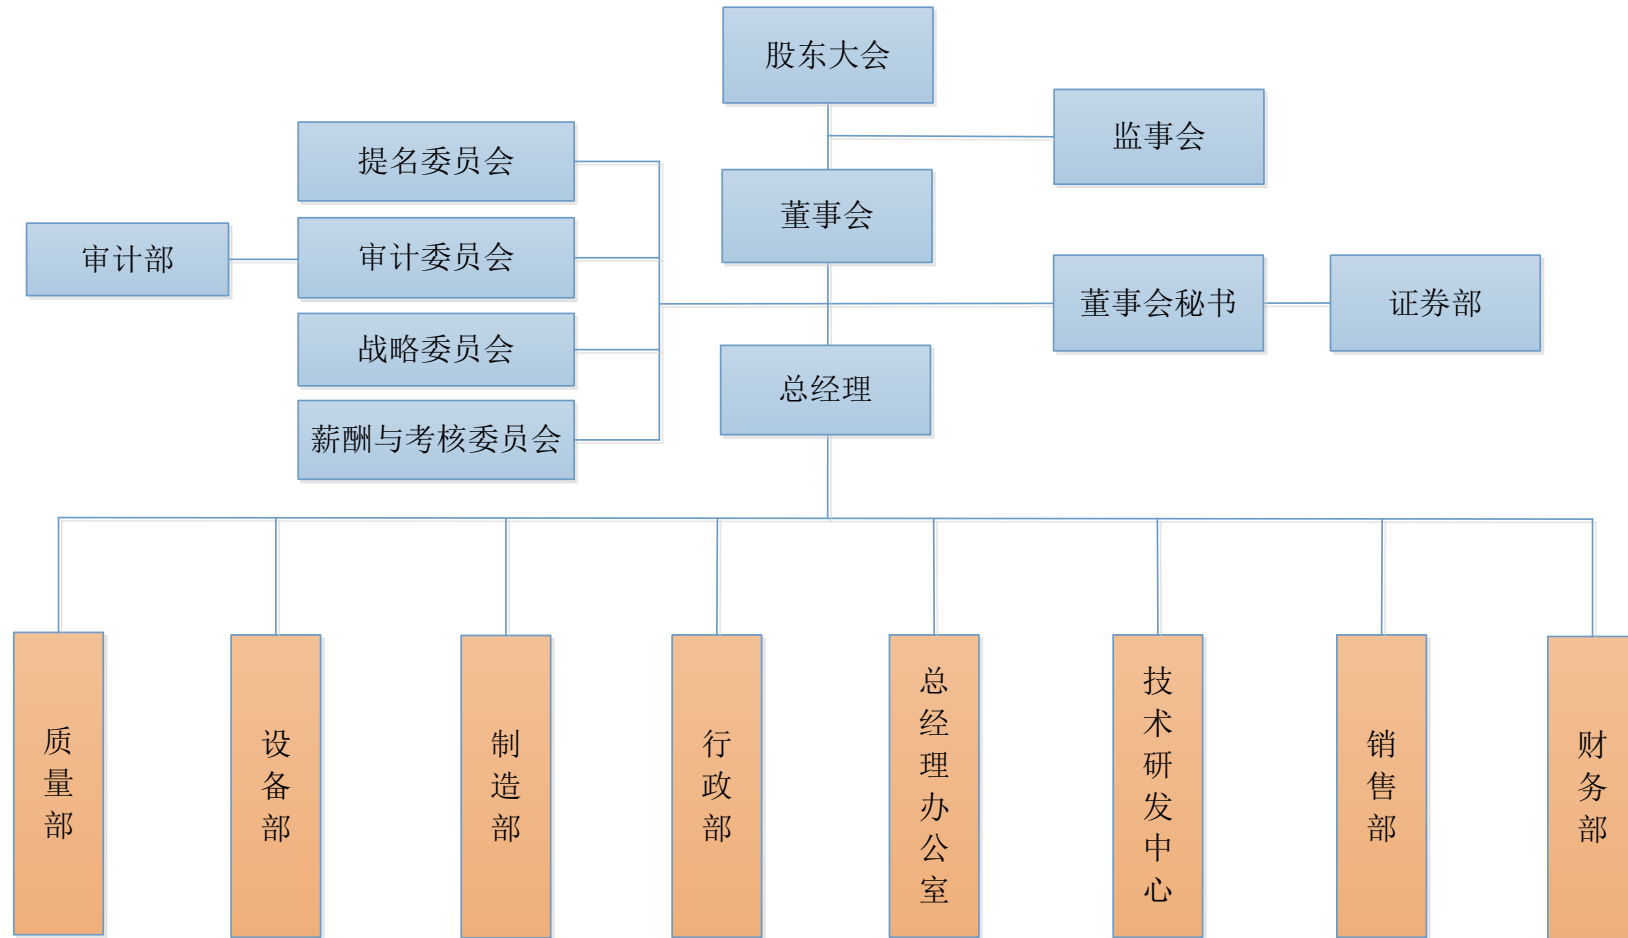 股东大会
监事会
提名委员会
董事会
审计部
审计委员会
董事会秘书
证券部
战略委员会
总经理
薪酬与考核委员会
质量部
设备部
制造部
行政部
总经理办公室
技术研发中心
销售部
财务部